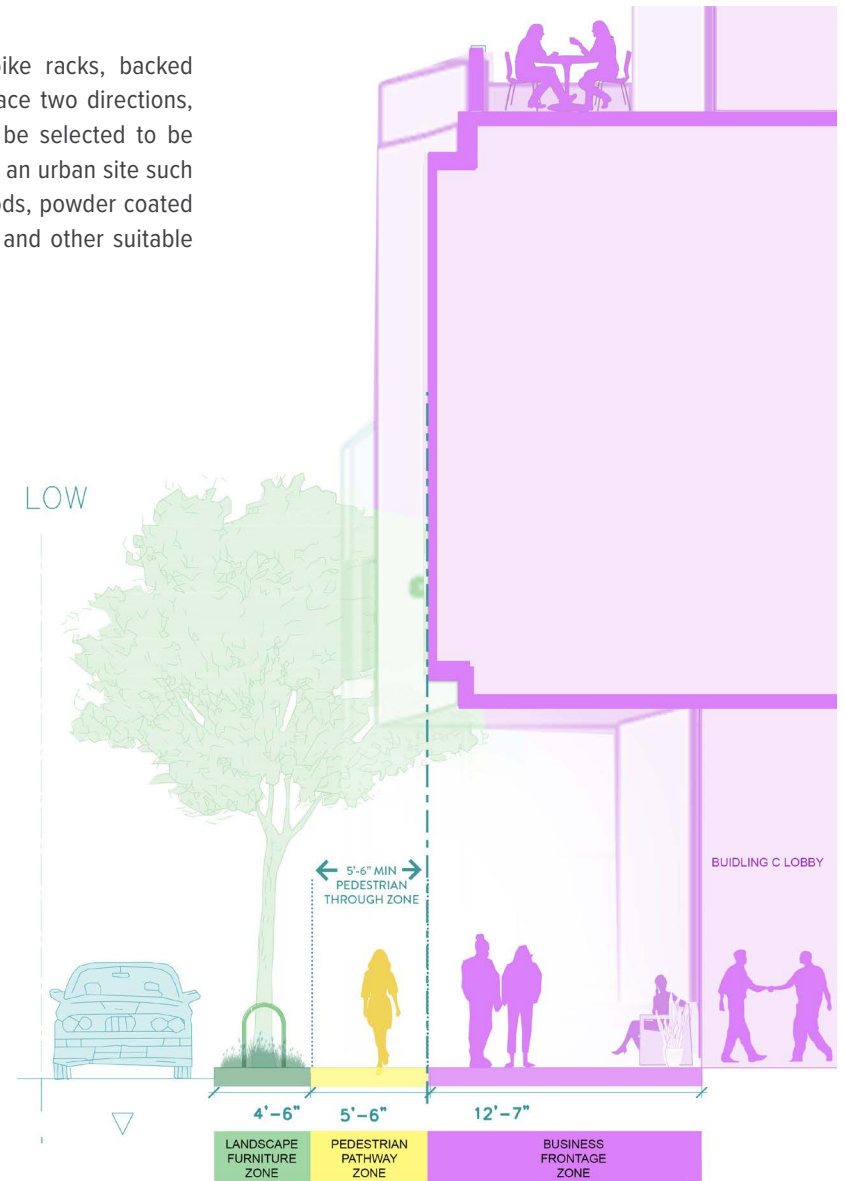 ike racks, backed
ace two directions,
be selected to be
an urban site such
ds, powder coated
and other suitable
LOW
5'-6" MIN
PEDESTRIAN
THROUGH ZONE
BUIDLING C LOBBY
4'-6"
5'-6"
12'-7"
LANDSCAPE
FURNITURE
ZONE
PEDESTRIAN
PATHWAY
ZONE
BUSINESS
FRONTAGE
ZONE